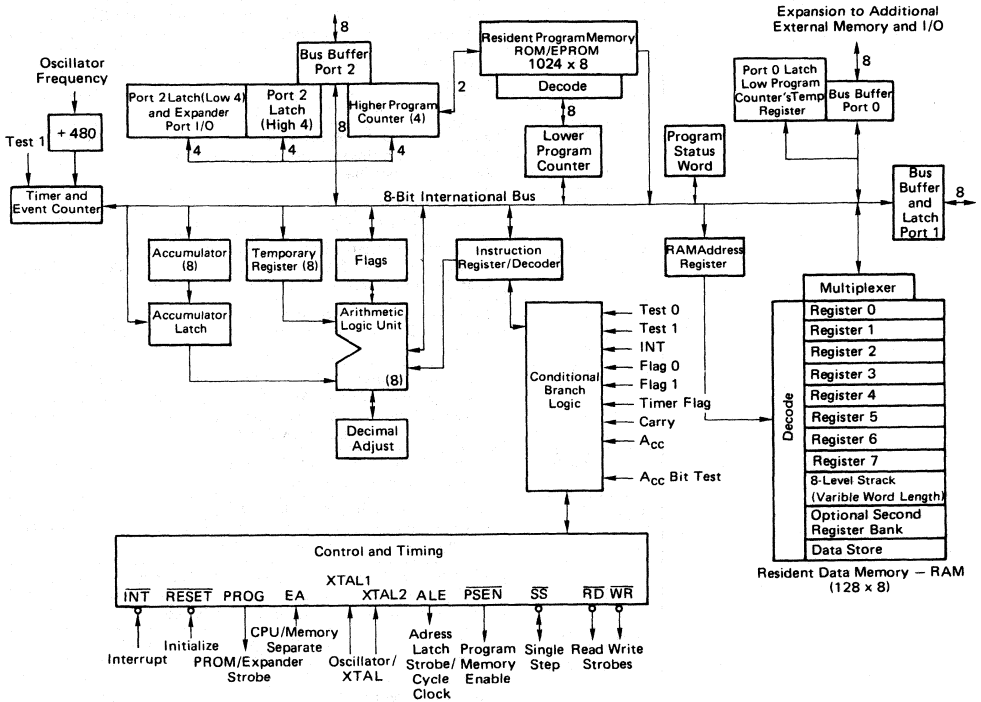 Expansion to Additional
External Memory and I/O
8
8
Oscillator
Frequency
Bus Buffer
Port 2
Resident Program Memory
ROM/EPROM
1024 x 8
Decode
2
Port 0 Latch
Low Program
Counter'sTemp
Register
Bus Buffer
Port 0
Port 2 Latch(Low 4)
and Expander
Port I/O
Port 2
Latch
(High 4)
8
Higher Program
Counter (4)
8
÷ 480
Test 1
4
4
4
Lower
Program
Counter
Program
Status
Word
Timer and
Event Counter
8-Bit International Bus
Bus
Buffer
and
Latch
Port 1
8
Accumulator
(8)
Temporary
Register (8)
Flags
Instruction
Register/Decoder
RAMAddress
Register
Multiplexer
Accumulator
Latch
Arithmetic
Logic Unit
(8)
Decimal
Adjust
Conditional
Branch
Logic
Test 0
Test 1
INT
Flag 0
Flag 1
Timer Flag
Carry
Acc
Acc Bit Test
Decode
Register 0
Register 1
Register 2
Register 3
Register 4
Register 5
Register 6
Register 7
8-Level Strack
(Varible Word Length)
Optional Second
Register Bank
Data Store
Resident Data Memory — RAM
(128 x 8)
Control and Timing
XTAL1
INT RESET PROG EA XTAL2 ALE PSEN SS RD WR
Interrupt
Initialize
PROM/Expander
Strobe
CPU/Memory
Separate
Oscillator/
XTAL
Adress
Latch
Strobe/
Cycle
Clock
Program
Memory
Enable
Single
Step
Read Write
Strobes